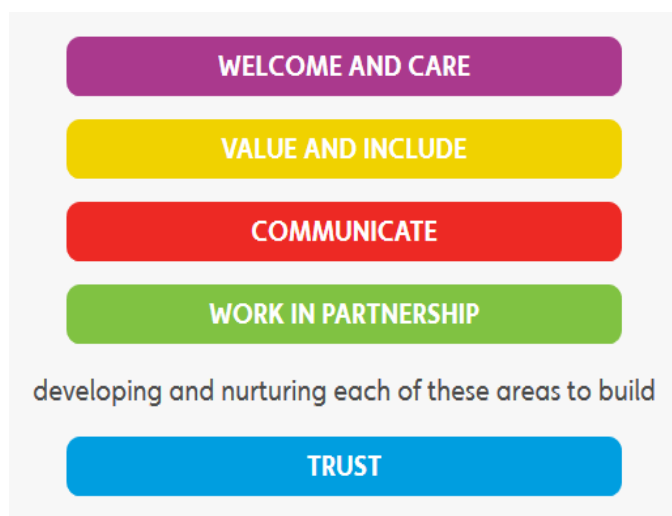 WELCOME AND CARE
VALUE AND INCLUDE
COMMUNICATE
WORK IN PARTNERSHIP
developing and nurturing each of these areas to build
TRUST